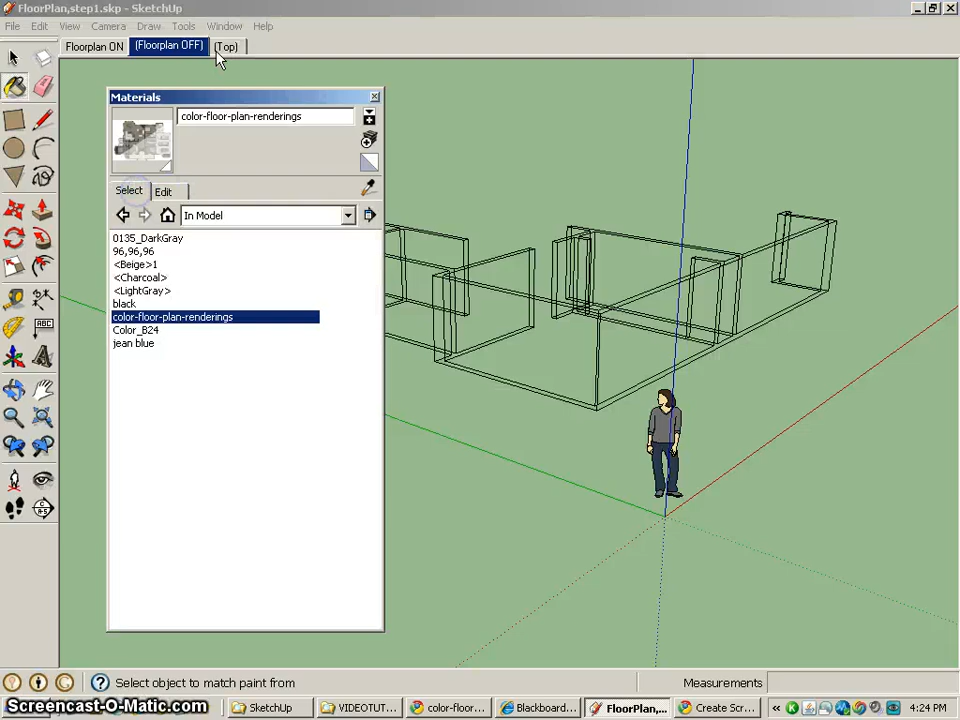 FloorPlan,step1.skp - SketchUp
File Edit View Camera Draw Tools Window Help
Floorplan ON (Floorplan OFF) (Top)
Materials
color-floor-plan-renderings
Select Edit
In Model
0135_DarkGray
96,96,96
<Beige>1
<Charcoal>
<LightGray>
black
color-floor-plan-renderings
Color_B24
jean blue
ABC
Select object to match paint from Measurements
Screencast-O-Matic.com SketchUp VIDEOTUT... color-floor... Blackboard... FloorPlan,... Create Scr... « 4:24 PM